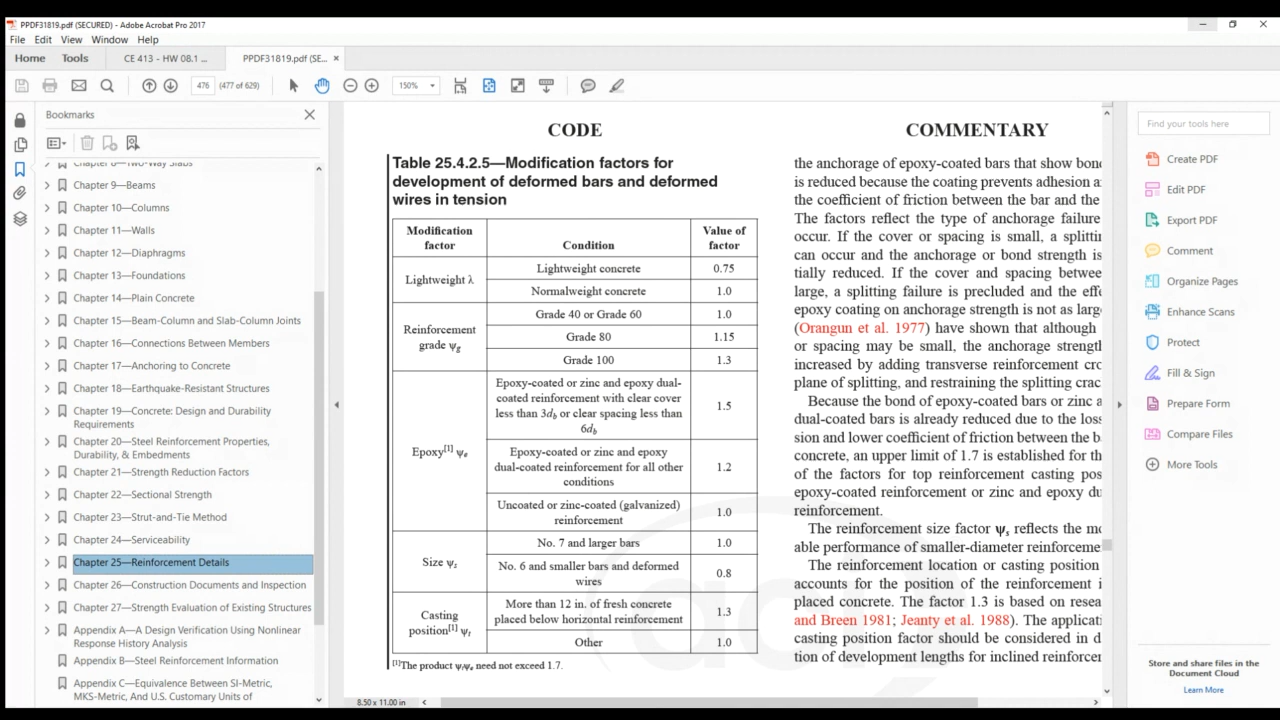 PPDF31819.pdf (SECURED) - Adobe Acrobat Pro 2017
File Edit View Window Help
Home Tools CE 413 - HW 08.1 ... PPDF31819.pdf (SE... ×
476 (477 of 629) 150%
Bookmarks
Chapter 8—Two-Way Slabs
Chapter 9—Beams
Chapter 10—Columns
Chapter 11—Walls
Chapter 12—Diaphragms
Chapter 13—Foundations
Chapter 14—Plain Concrete
Chapter 15—Beam-Column and Slab-Column Joints
Chapter 16—Connections Between Members
Chapter 17—Anchoring to Concrete
Chapter 18—Earthquake-Resistant Structures
Chapter 19—Concrete: Design and Durability
Requirements
Chapter 20—Steel Reinforcement Properties,
Durability, & Embedments
Chapter 21—Strength Reduction Factors
Chapter 22—Sectional Strength
Chapter 23—Strut-and-Tie Method
Chapter 24—Serviceability
Chapter 25—Reinforcement Details
Chapter 26—Construction Documents and Inspection
Chapter 27—Strength Evaluation of Existing Structures
Appendix A—A Design Verification Using Nonlinear
Response History Analysis
Appendix B—Steel Reinforcement Information
Appendix C—Equivalence Between SI-Metric,
MKS-Metric, And U.S. Customary Units of
CODE
Table 25.4.2.5—Modification factors for
development of deformed bars and deformed
wires in tension
Modification
factor
Condition
Value of
factor
Lightweight λ
Lightweight concrete 0.75
Normalweight concrete 1.0
Reinforcement
grade ψg
Grade 40 or Grade 60 1.0
Grade 80 1.15
Grade 100 1.3
Epoxy[1] ψe
Epoxy-coated or zinc and epoxy dual-
coated reinforcement with clear cover
less than 3db or clear spacing less than
6db
1.5
Epoxy-coated or zinc and epoxy
dual-coated reinforcement for all other
conditions
1.2
Uncoated or zinc-coated (galvanized)
reinforcement
1.0
Size ψs
No. 7 and larger bars 1.0
No. 6 and smaller bars and deformed
wires
0.8
Casting
position[1] ψt
More than 12 in. of fresh concrete
placed below horizontal reinforcement
1.3
Other 1.0
[1]The product ψtψe need not exceed 1.7.
8.50 x 11.00 in
COMMENTARY
the anchorage of epoxy-coated bars that show bond
is reduced because the coating prevents adhesion a
the coefficient of friction between the bar and the
The factors reflect the type of anchorage failure
occur. If the cover or spacing is small, a splittin
can occur and the anchorage or bond strength is
tially reduced. If the cover and spacing betwee
large, a splitting failure is precluded and the effe
epoxy coating on anchorage strength is not as larg
(Orangun et al. 1977) have shown that although
or spacing may be small, the anchorage strengt
increased by adding transverse reinforcement cro
plane of splitting, and restraining the splitting crac
Because the bond of epoxy-coated bars or zinc a
dual-coated bars is already reduced due to the loss
sion and lower coefficient of friction between the b
concrete, an upper limit of 1.7 is established for th
of the factors for top reinforcement casting pos
epoxy-coated reinforcement or zinc and epoxy du
reinforcement.
The reinforcement size factor ψs reflects the mo
able performance of smaller-diameter reinforceme
The reinforcement location or casting position
accounts for the position of the reinforcement i
placed concrete. The factor 1.3 is based on resea
and Breen 1981; Jeanty et al. 1988). The applicati
casting position factor should be considered in d
tion of development lengths for inclined reinforcer
Find your tools here
Create PDF
Edit PDF
Export PDF
Comment
Organize Pages
Enhance Scans
Protect
Fill & Sign
Prepare Form
Compare Files
More Tools
Store and share files in the
Document Cloud
Learn More